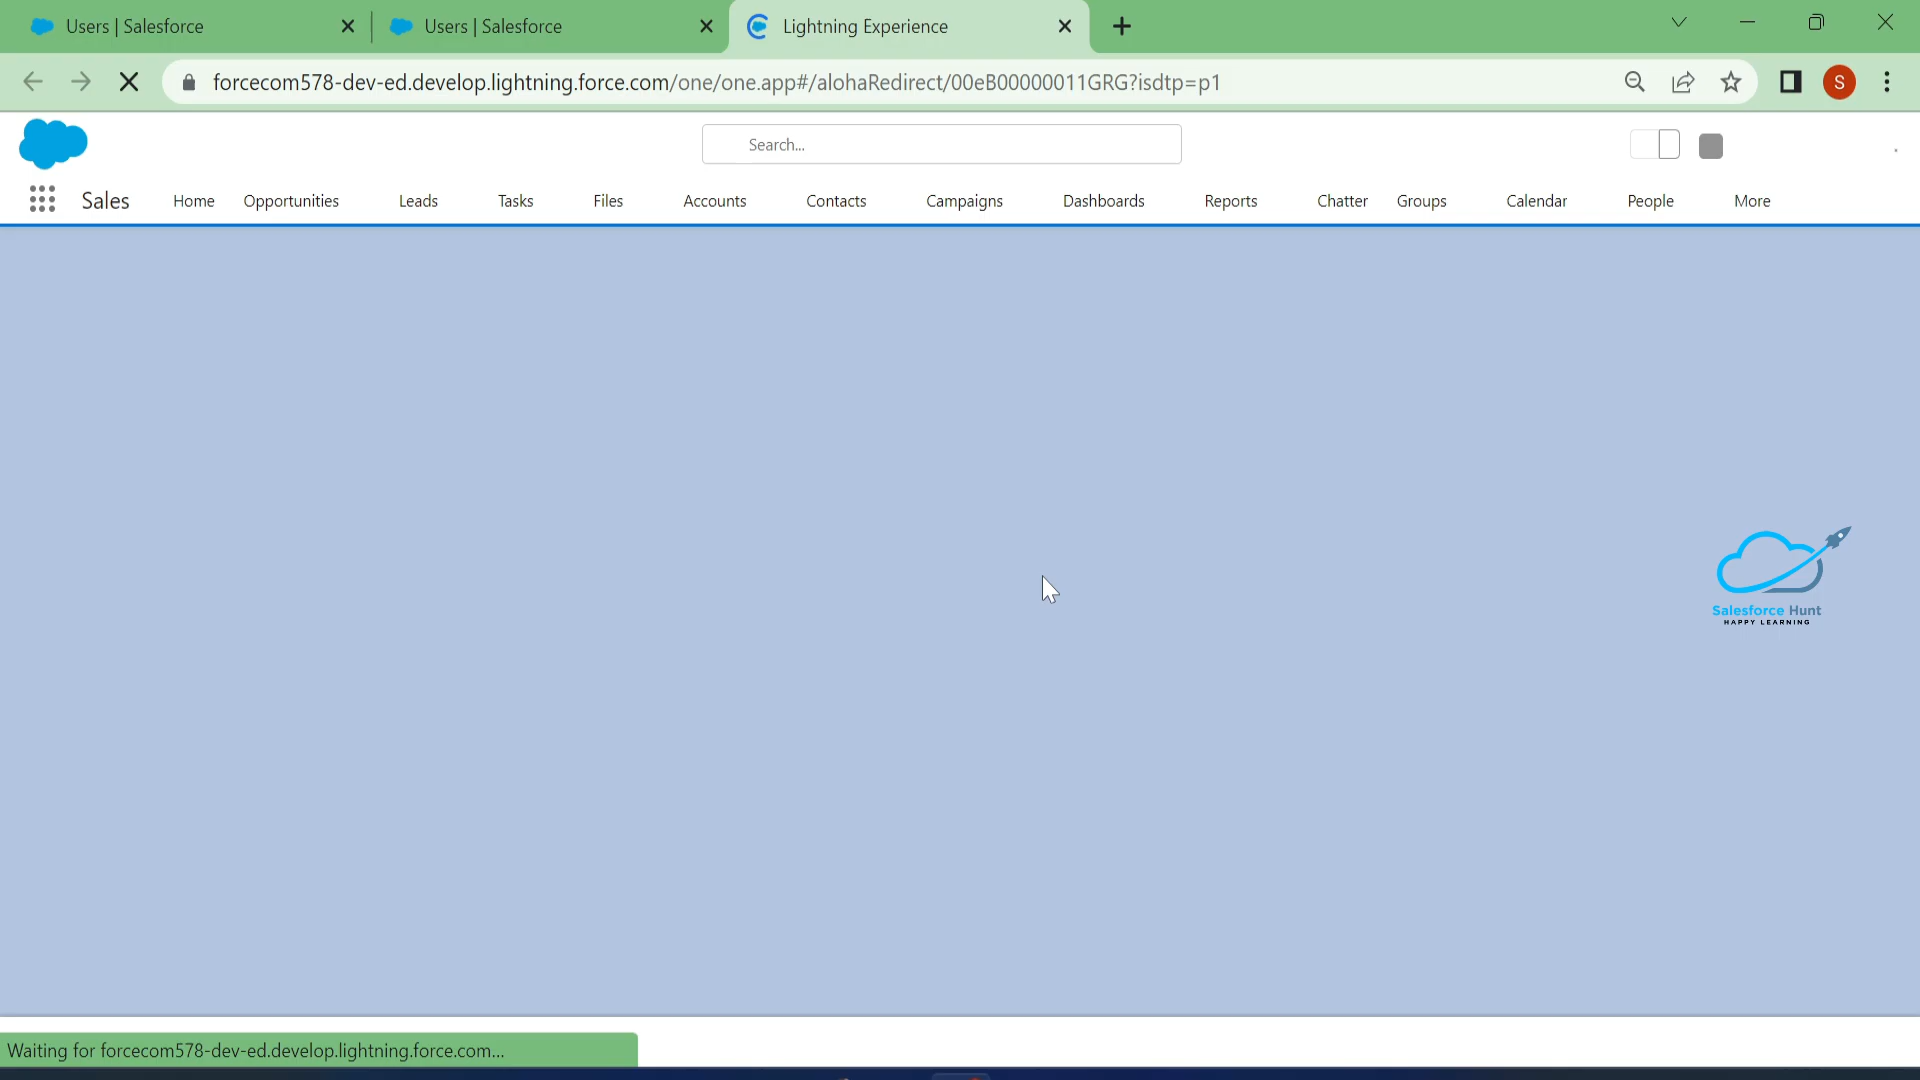 Users | Salesforce
Users | Salesforce
Lightning Experience
forcecom578-dev-ed.develop.lightning.force.com/one/one.app#/alohaRedirect/00eB00000011GRG?isdtp=p1
S
Search...
Sales
Home
Opportunities
Leads
Tasks
Files
Accounts
Contacts
Campaigns
Dashboards
Reports
Chatter
Groups
Calendar
People
More
Salesforce Hunt
HAPPY LEARNING
Waiting for forcecom578-dev-ed.develop.lightning.force.com...